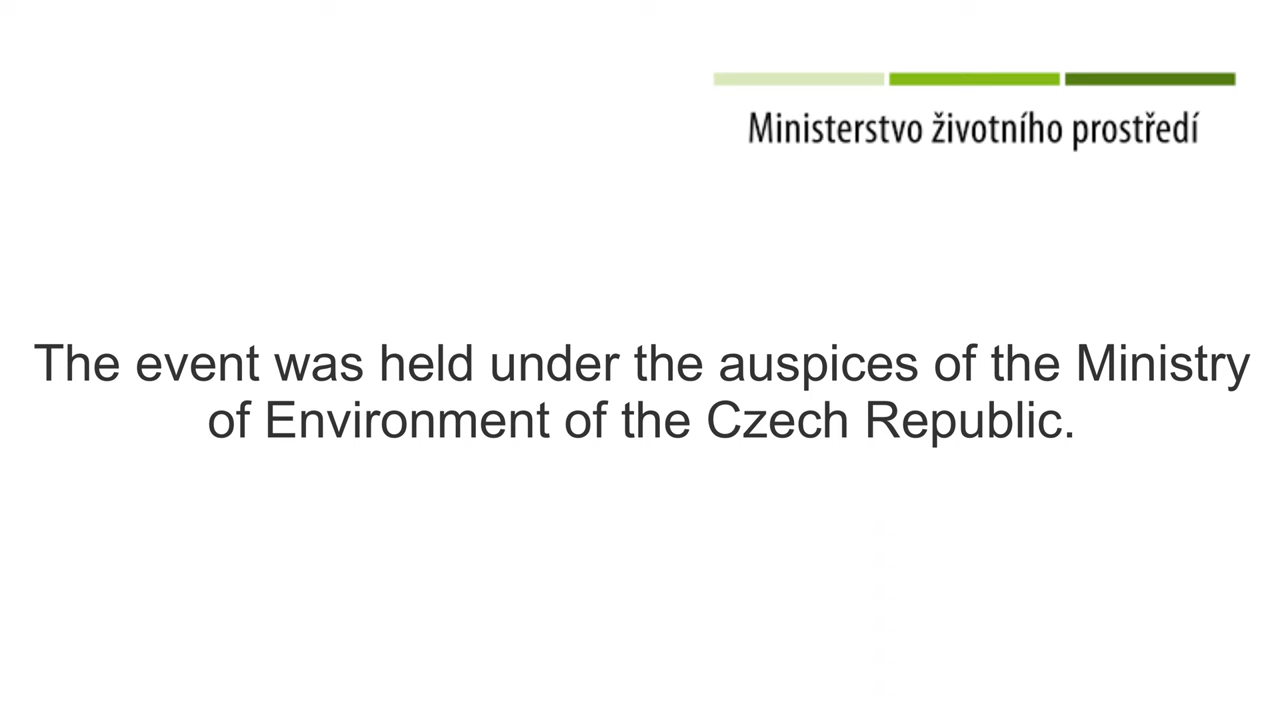 Ministerstvo životního prostředí
The event was held under the auspices of the Ministry
of Environment of the Czech Republic.